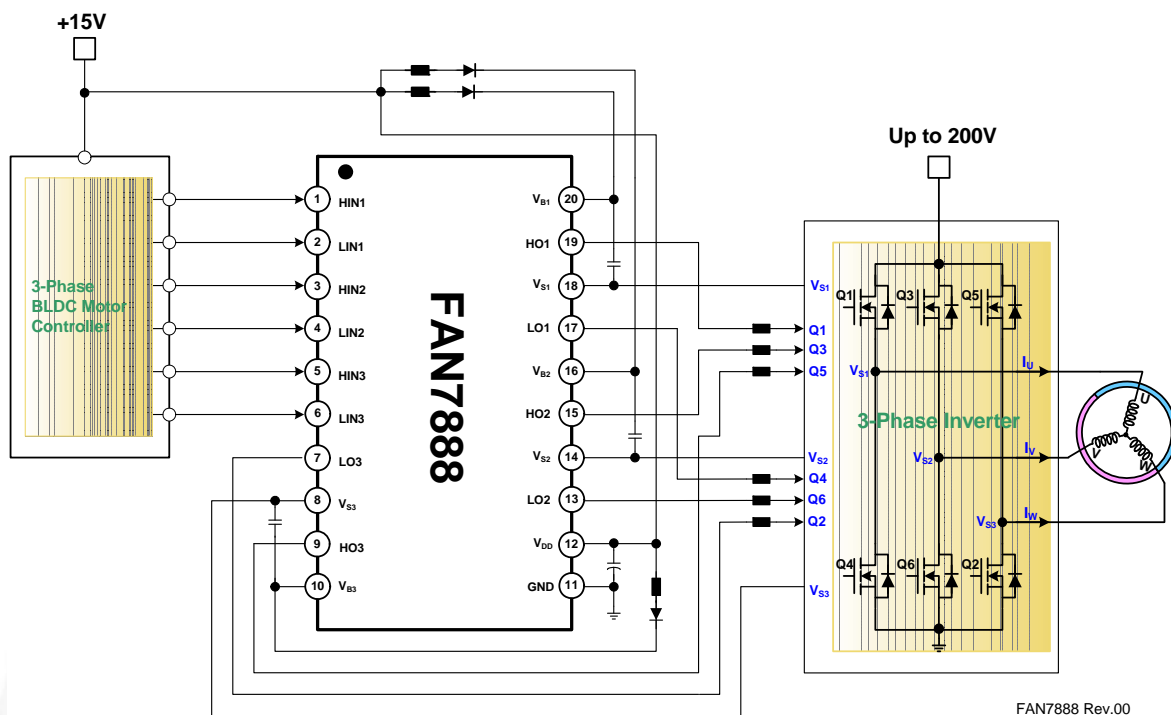 +15V
Up to 200V
3-Phase
BLDC Motor
Controller
1 HIN1
2 LIN1
3 HIN2
4 LIN2
5 HIN3
6 LIN3
7 LO3
8 VS3
9 HO3
10 VB3
FAN7888
VB1 20
HO1 19
VS1 18
LO1 17
VB2 16
HO2 15
VS2 14
LO2 13
VDD 12
GND 11
VS1
Q1
Q3
Q5
VS2
Q4
Q6
Q2
VS3
Q1 Q3 Q5
VS1 IU
3-Phase Inverter
VS2 IV
VS3 IW
Q4 Q6 Q2
U
V
W
FAN7888 Rev.00